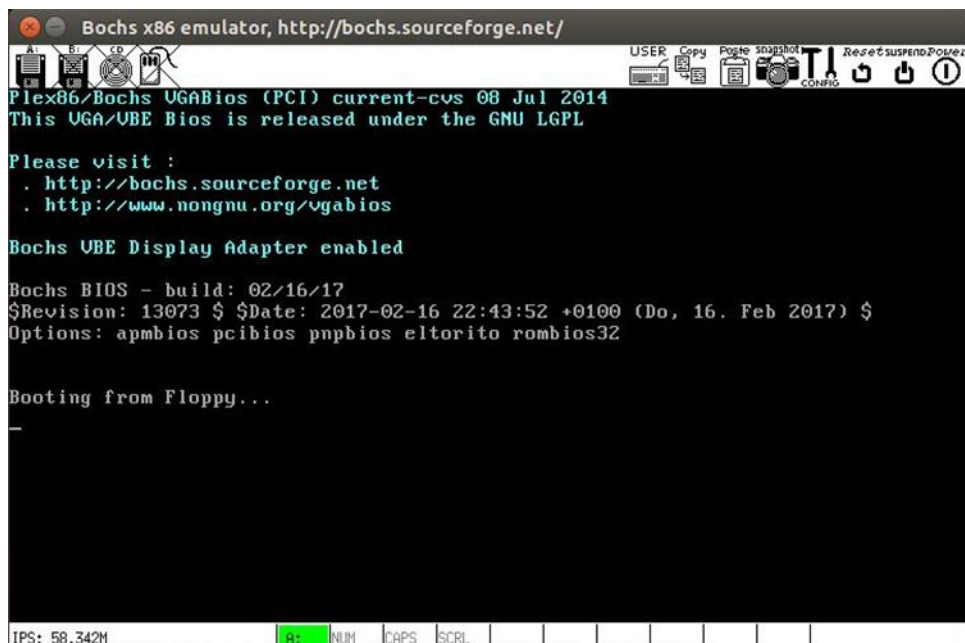 Bochs x86 emulator, http://bochs.sourceforge.net/
A: B: CD USER Copy Paste snapshot CONFIG Reset SUSPEND Power
Plex86/Bochs VGABios (PCI) current-cvs 08 Jul 2014
This VGA/VBE Bios is released under the GNU LGPL
Please visit :
. http://bochs.sourceforge.net
. http://www.nongnu.org/vgabios
Bochs VBE Display Adapter enabled
Bochs BIOS - build: 02/16/17
$Revision: 13073 $ $Date: 2017-02-16 22:43:52 +0100 (Do, 16. Feb 2017) $
Options: apmbios pcibios pnpbios eltorito rombios32
Booting from Floppy...
IPS: 58.342M A: NUM CAPS SCRL